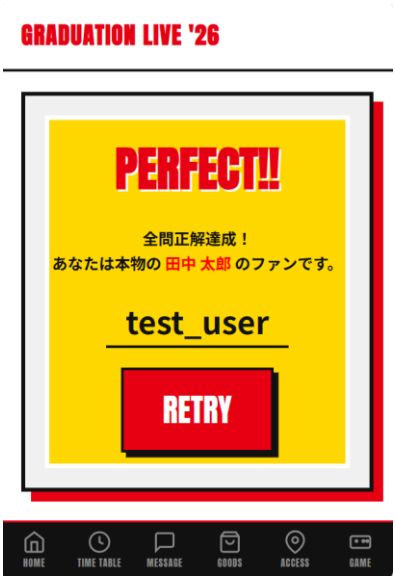 GRADUATION LIVE '26
PERFECT!!
全問正解達成！
あなたは本物の 田中 太郎 のファンです。
test_user
RETRY
HOME TIME TABLE MESSAGE GOODS ACCESS GAME